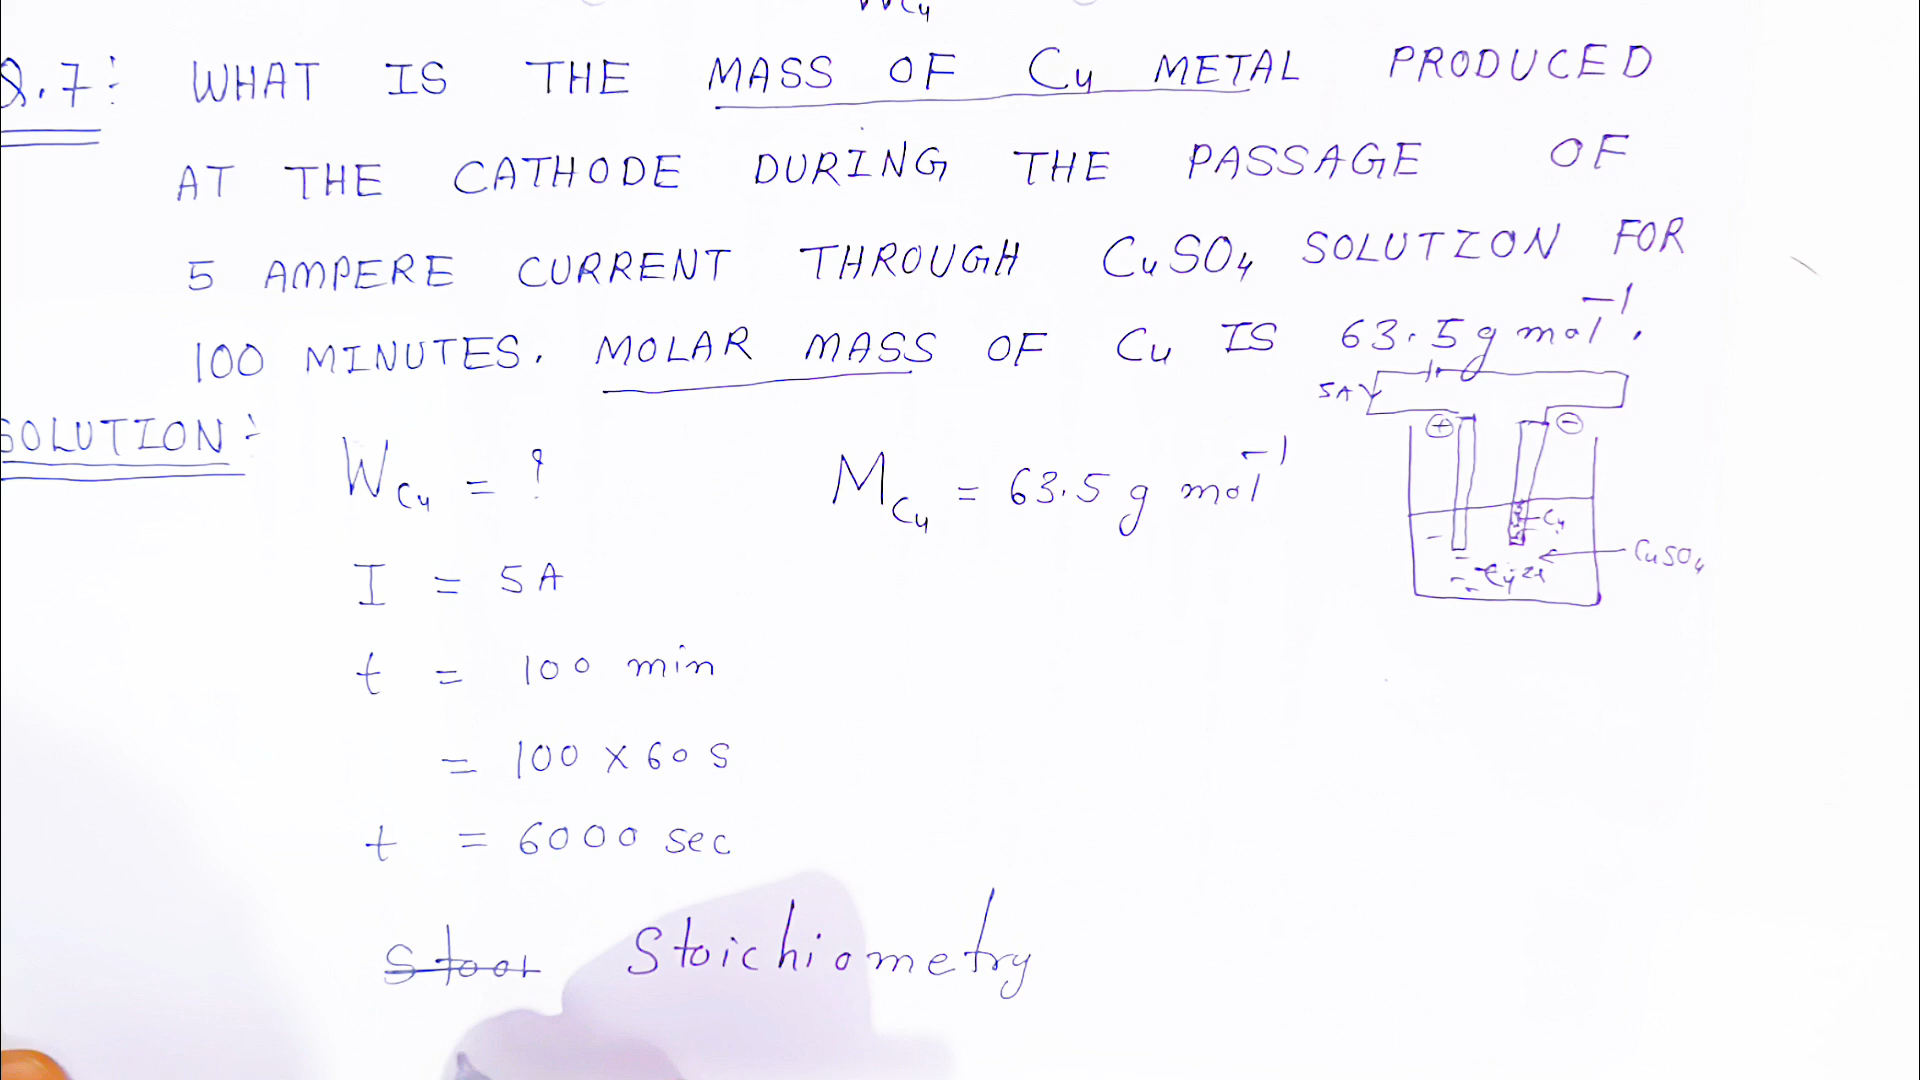 WCu
Q.7: WHAT IS THE MASS OF Cu METAL PRODUCED
AT THE CATHODE DURING THE PASSAGE OF
5 AMPERE CURRENT THROUGH CuSO₄ SOLUTION FOR
100 MINUTES. MOLAR MASS OF Cu IS 63.5 g mol⁻¹.
SOLUTION:
5A
+ −
W_Cu = ?
M_Cu = 63.5 g mol⁻¹
Cu
CuSO₄
Cu²⁺
I = 5A
t = 100 min
= 100 × 60 S
t = 6000 sec
Stoichiometry